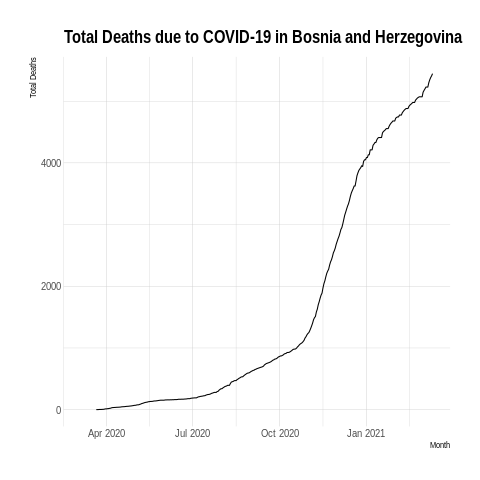 Total Deaths due to COVID-19 in Bosnia and Herzegovina
Total Deaths
4000
2000
0
Apr 2020 Jul 2020 Oct 2020 Jan 2021
Month